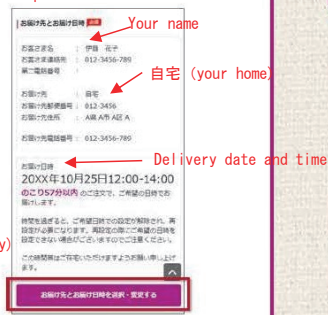 お届け先とお届け日時 必須
Your name
お客さま名 : 伊藤 花子
お客さま連絡先 : 012-3456-789
第二電話番号 :
自宅 (your home)
お届け先 : 自宅
お届け先郵便番号 : 012-3456
お届け先住所 : A県 A市 A区 A
お届け先電話番号 : 012-3456-789
お届け日時
Delivery date and time
20XX年10月25日12:00-14:00
のこり57分以内 のご注文で、ご希望の日時でお
届けします。
時間を過ぎると、ご希望日時での設定が解除され、再
設定が必要になります。再設定の際にご希望の日時を
設定できない場合がございますのでご注意ください。
y)
この時間帯はご在宅いただけますようお願い申し上げ
ます。
お届け先とお届け日時を選択・変更する